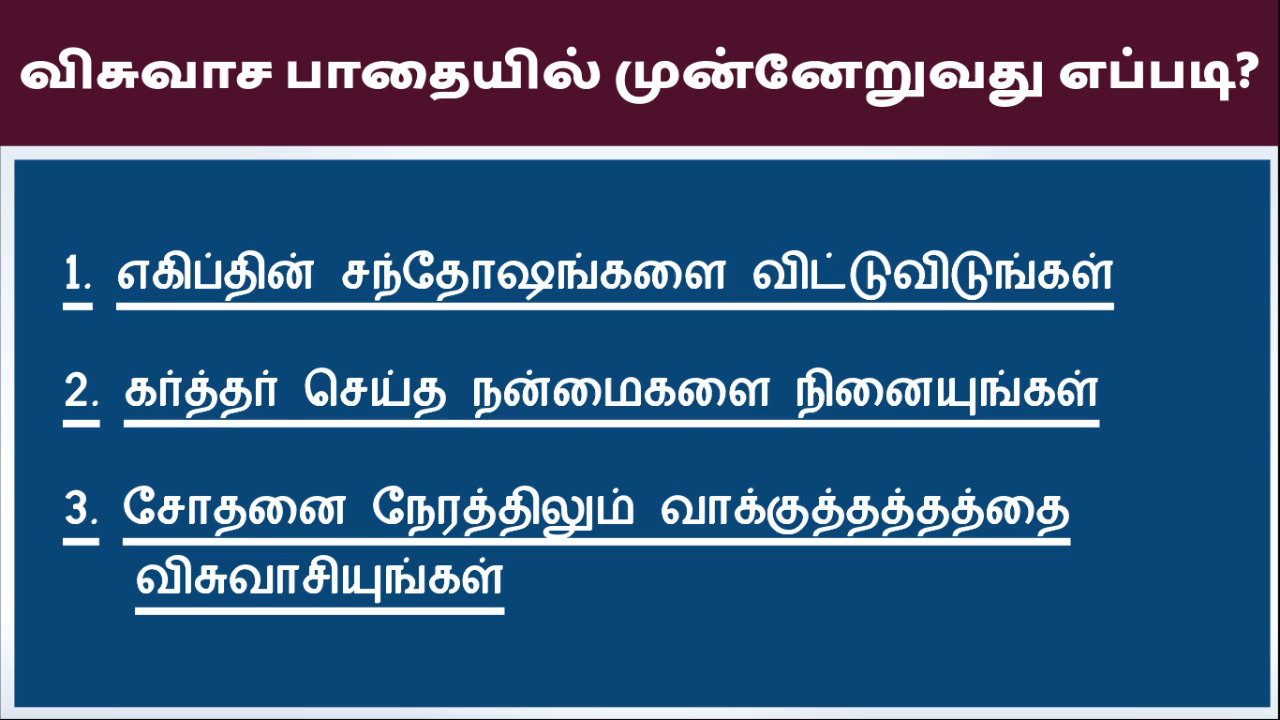 விசுவாச பாதையில் முன்னேறுவது எப்படி?
1. எகிப்தின் சந்தோஷங்களை விட்டுவிடுங்கள்
2. கர்த்தர் செய்த நன்மைகளை நினையுங்கள்
3. சோதனை நேரத்திலும் வாக்குத்தத்தத்தை
விசுவாசியுங்கள்